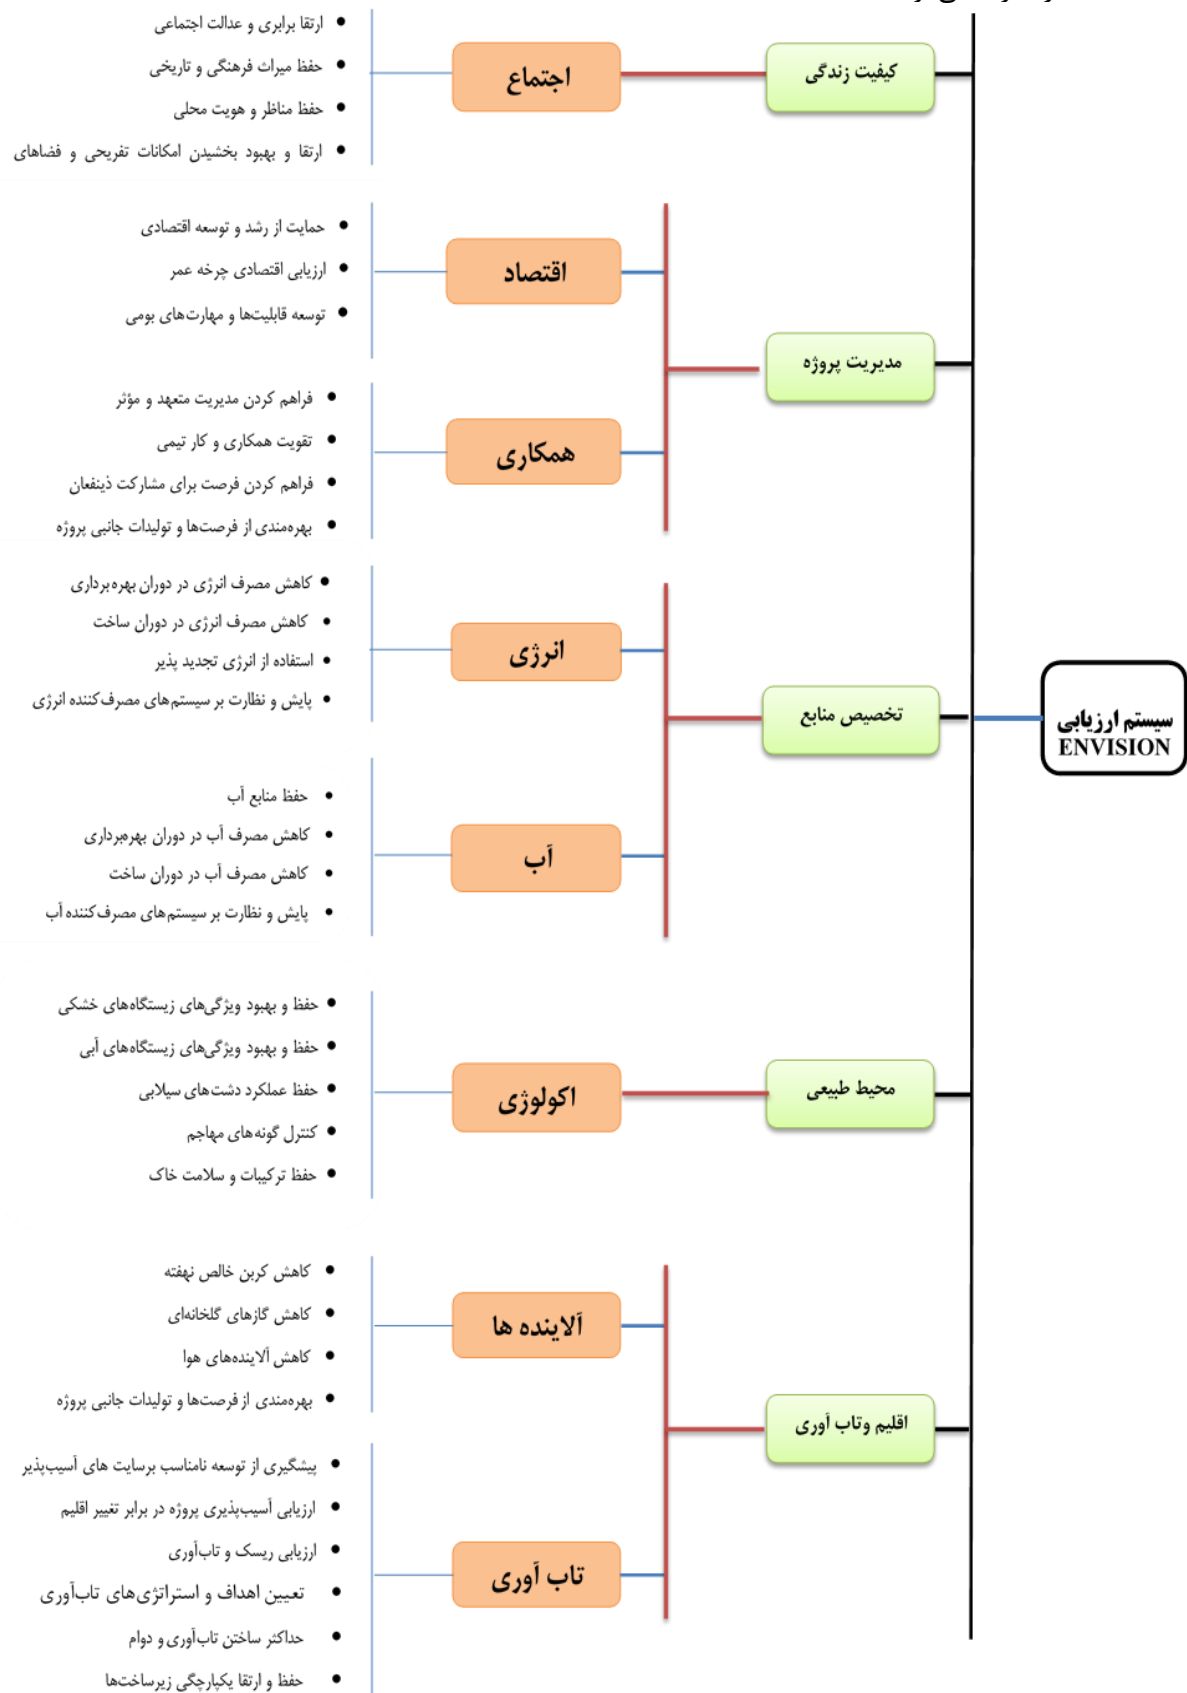 سیستم ارزیابی
ENVISION
کیفیت زندگی
اجتماع
ارتقا برابری و عدالت اجتماعی
حفظ میراث فرهنگی و تاریخی
حفظ مناظر و هویت محلی
ارتقا و بهبود بخشیدن امکانات تفریحی و فضاهای
مدیریت پروژه
اقتصاد
حمایت از رشد و توسعه اقتصادی
ارزیابی اقتصادی چرخه عمر
توسعه قابلیت‌ها و مهارت‌های بومی
همکاری
فراهم کردن مدیریت متعهد و مؤثر
تقویت همکاری و کار تیمی
فراهم کردن فرصت برای مشارکت ذینفعان
بهره‌مندی از فرصت‌ها و تولیدات جانبی پروژه
تخصیص منابع
انرژی
کاهش مصرف انرژی در دوران بهره‌برداری
کاهش مصرف انرژی در دوران ساخت
استفاده از انرژی تجدید پذیر
پایش و نظارت بر سیستم‌های مصرف‌کننده انرژی
آب
حفظ منابع آب
کاهش مصرف آب در دوران بهره‌برداری
کاهش مصرف آب در دوران ساخت
پایش و نظارت بر سیستم‌های مصرف‌کننده آب
محیط طبیعی
اکولوژی
حفظ و بهبود ویژگی‌های زیستگاه‌های خشکی
حفظ و بهبود ویژگی‌های زیستگاه‌های آبی
حفظ عملکرد دشت‌های سیلابی
کنترل گونه‌های مهاجم
حفظ ترکیبات و سلامت خاک
اقلیم وتاب آوری
آلاینده ها
کاهش کربن خالص نهفته
کاهش گازهای گلخانه‌ای
کاهش آلاینده‌های هوا
بهره‌مندی از فرصت‌ها و تولیدات جانبی پروژه
تاب آوری
پیشگیری از توسعه نامناسب برسایت های آسیب‌پذیر
ارزیابی آسیب‌پذیری پروژه در برابر تغییر اقلیم
ارزیابی ریسک و تاب‌آوری
تعیین اهداف و استراتژی‌های تاب‌آوری
حداکثر ساختن تاب‌آوری و دوام
حفظ و ارتقا یکپارچگی زیرساخت‌ها